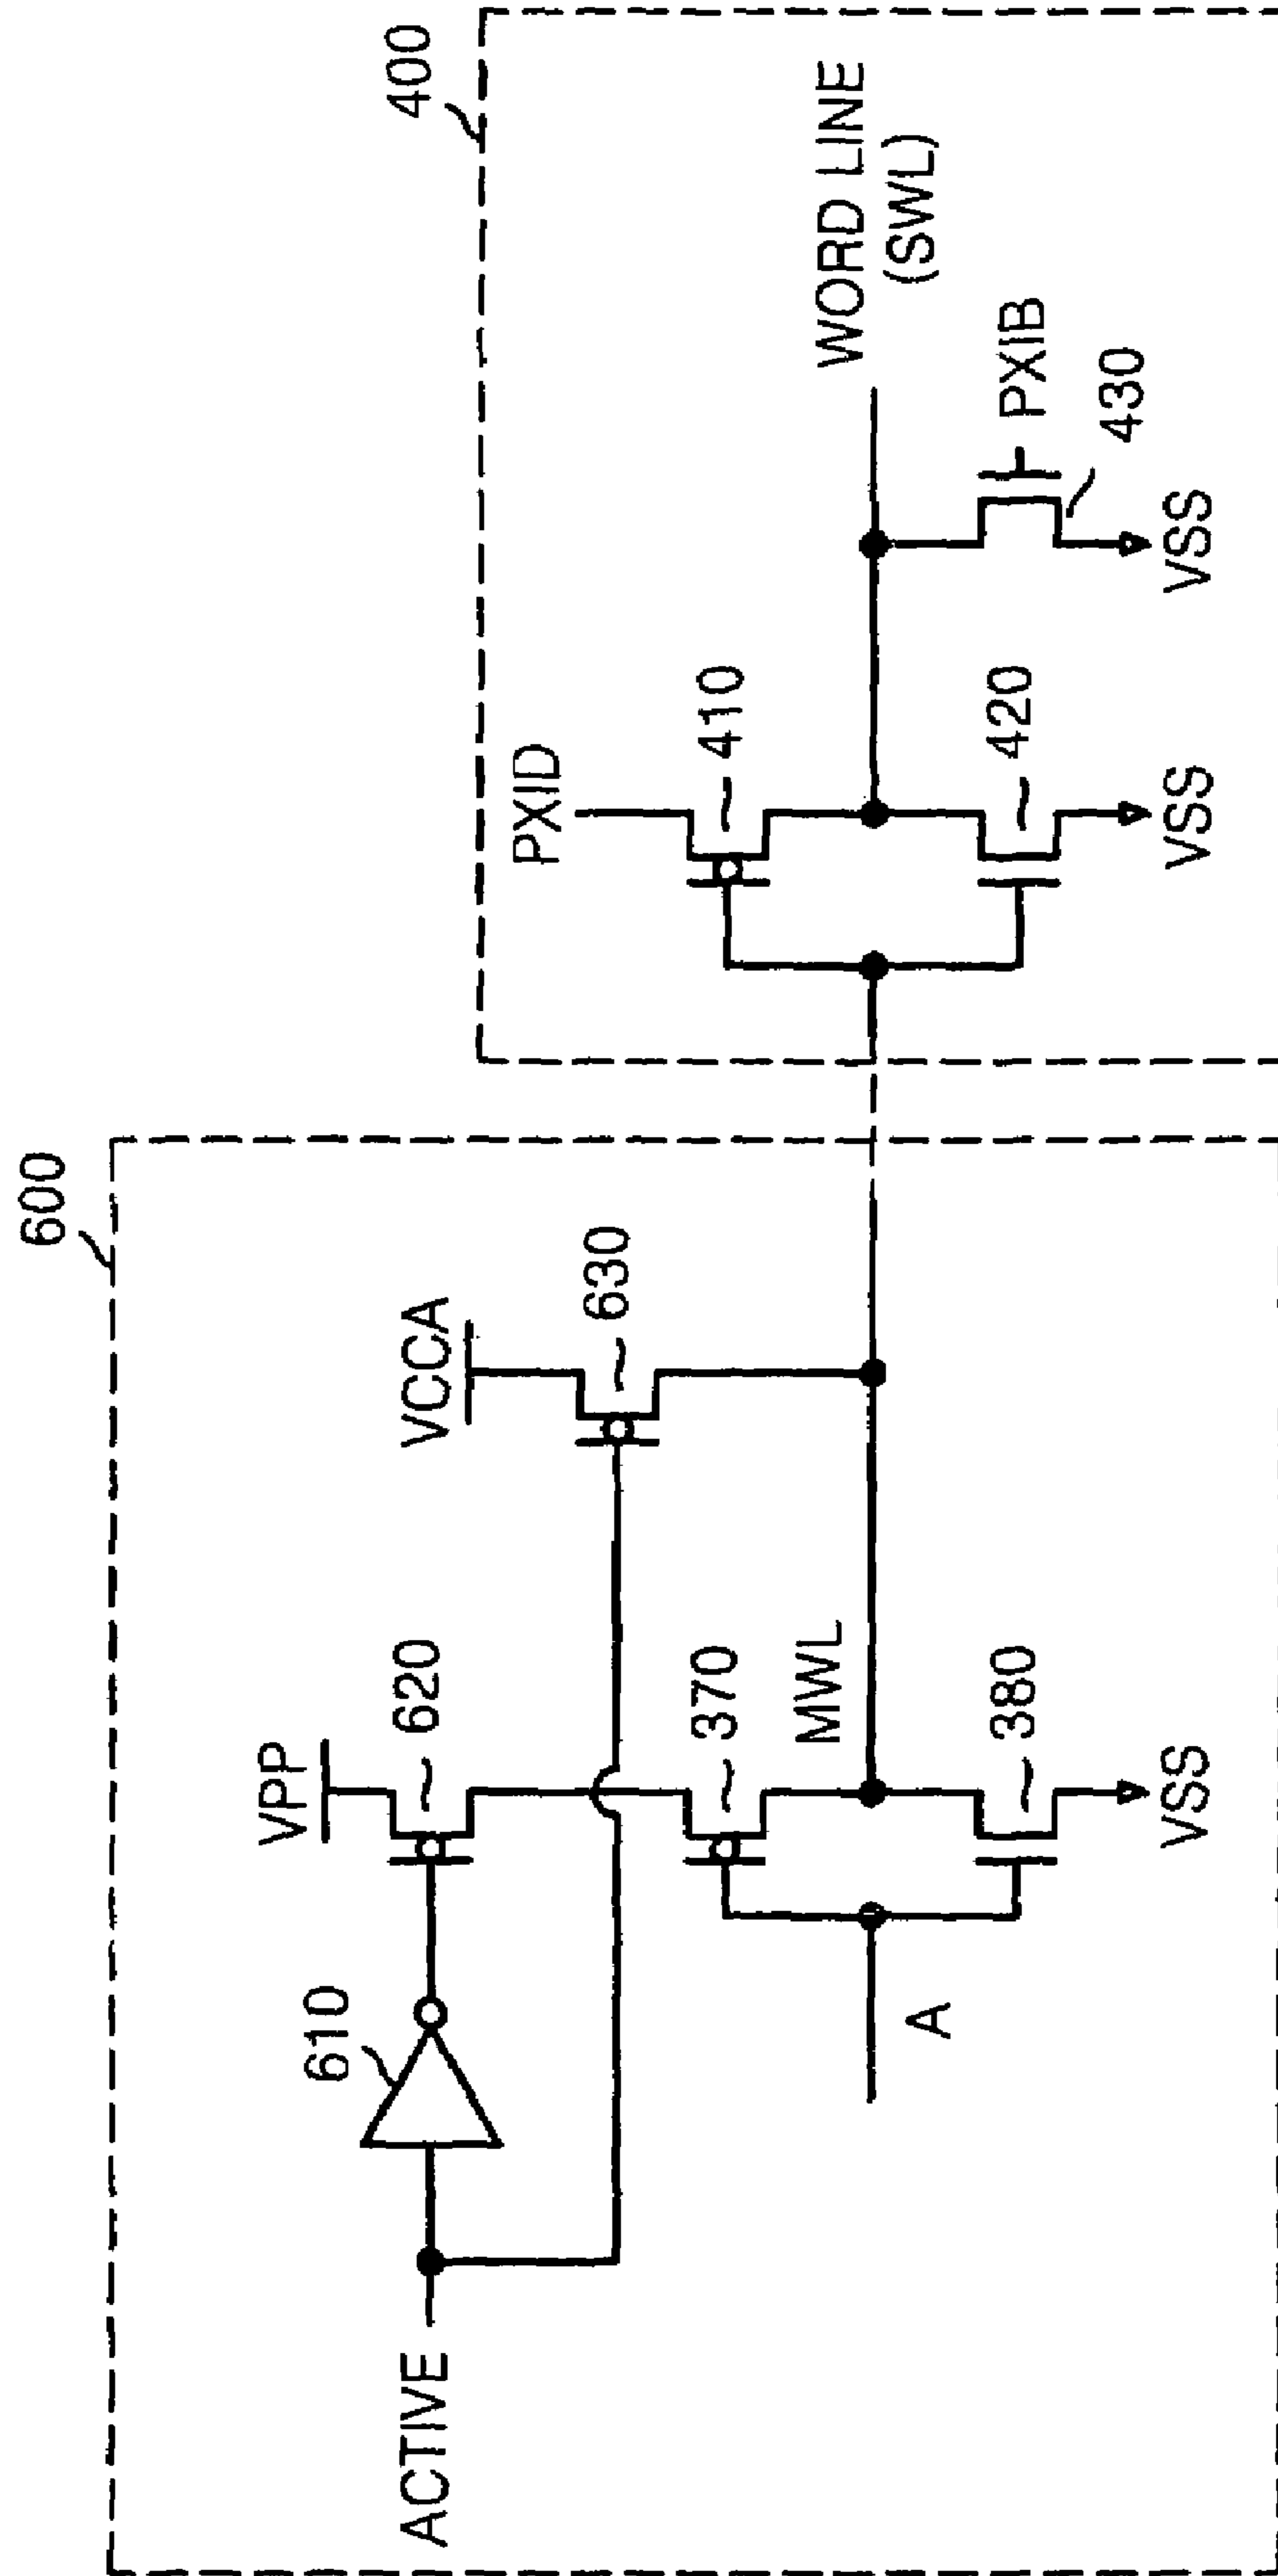 600
400
VPP
VCCA
PXID
610
620
630
410
ACTIVE
370
MWL
WORD LINE
(SWL)
A
380
420
PXIB
430
VSS
VSS
VSS